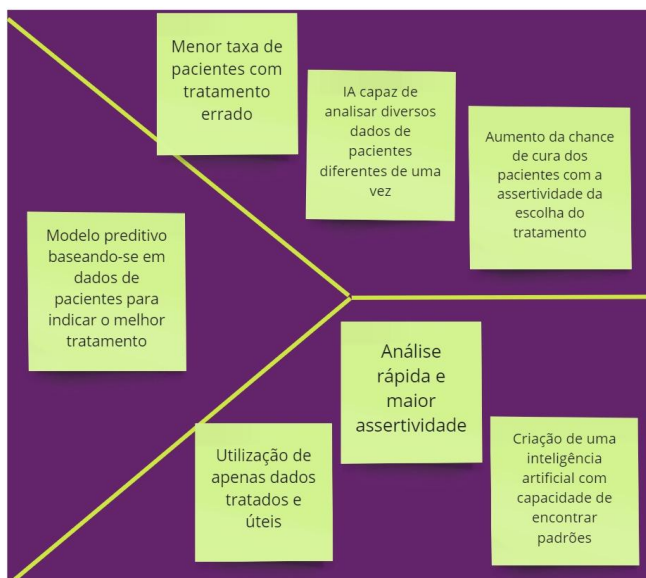 Menor taxa de
pacientes com
tratamento
errado
IA capaz de
analisar diversos
dados de
pacientes
diferentes de uma
vez
Aumento da chance
de cura dos
pacientes com a
assertividade da
escolha do
tratamento
Modelo preditivo
baseando-se em
dados de
pacientes para
indicar o melhor
tratamento
Análise
rápida e
maior
assertividade
Utilização de
apenas dados
tratados e
úteis
Criação de uma
inteligência
artificial com
capacidade de
encontrar
padrões